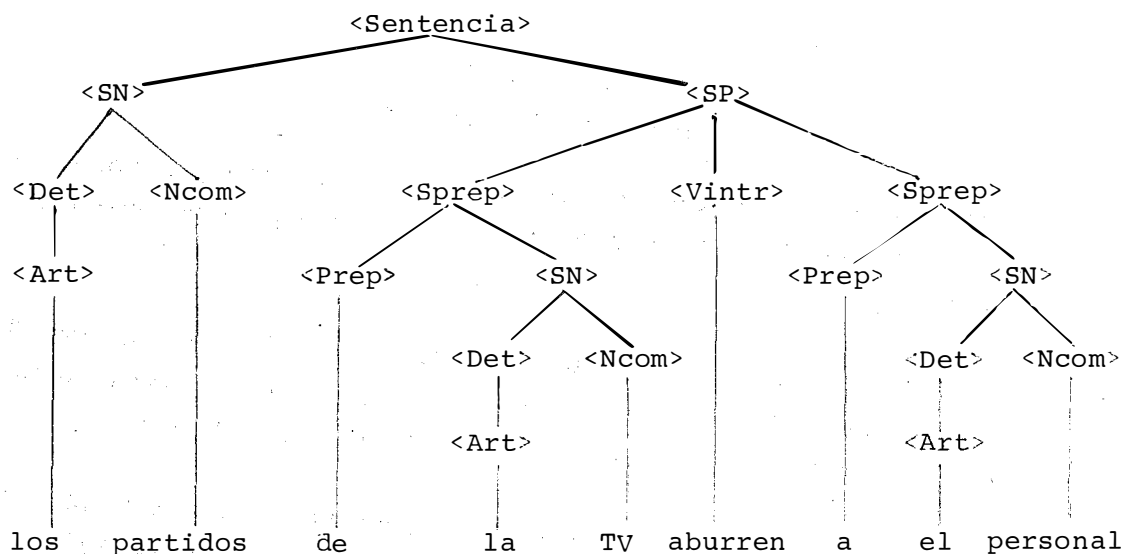 <Sentencia>
<SN> <SP>
<Det> <Ncom> <Sprep> <Vintr> <Sprep>
<Art> <Prep> <SN> <Prep> <SN>
<Det> <Ncom> <Det> <Ncom>
<Art> <Art>
los partidos de la TV aburren a el personal